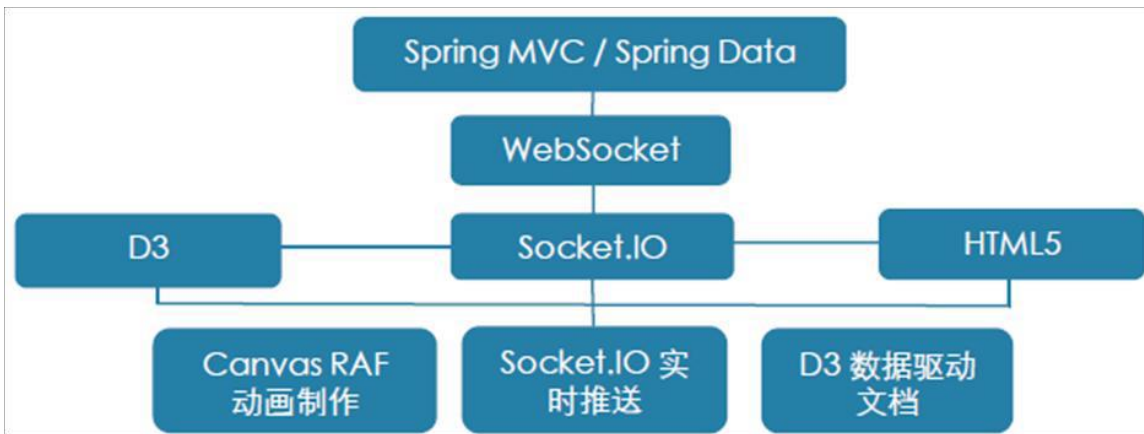 Spring MVC / Spring Data
WebSocket
D3
Socket.IO
HTML5
Canvas RAF
动画制作
Socket.IO 实
时推送
D3 数据驱动
文档